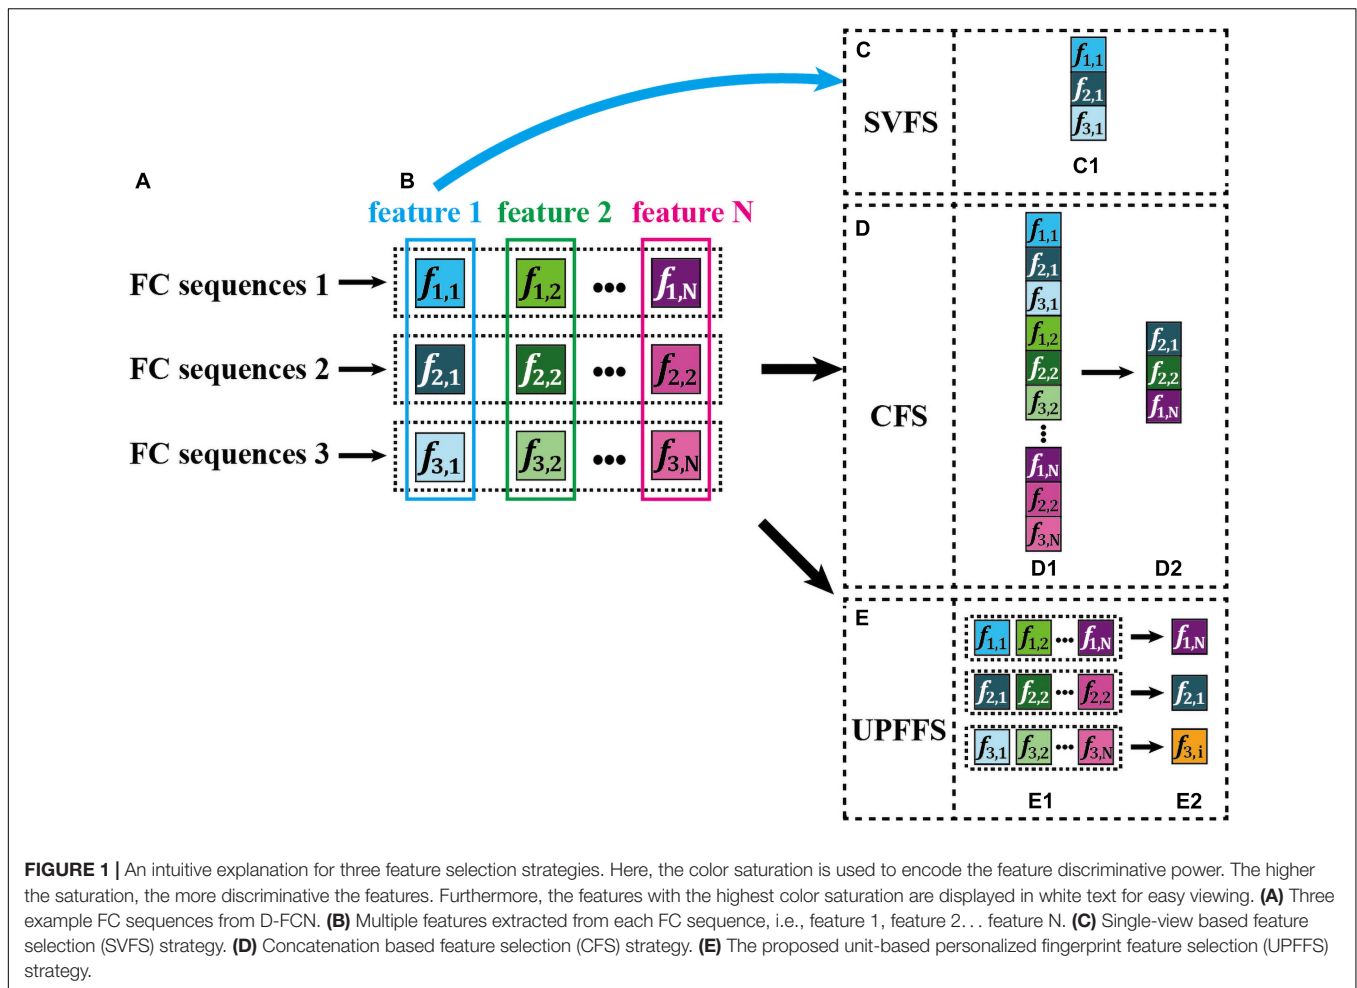 A
B
feature 1 feature 2 feature N
FC sequences 1
f1,1 f1,2 ••• f1,N
FC sequences 2
f2,1 f2,2 ••• f2,2
FC sequences 3
f3,1 f3,2 ••• f3,N
C
SVFS
f1,1
f2,1
f3,1
C1
D
CFS
f1,1
f2,1
f3,1
f1,2
f2,2
f3,2
f1,N
f2,2
f3,N
D1
f2,1
f2,2
f1,N
D2
E
UPFFS
f1,1 f1,2 ••• f1,N f1,N
f2,1 f2,2 ••• f2,2 f2,1
f3,1 f3,2 ••• f3,N f3,i
E1 E2
FIGURE 1 | An intuitive explanation for three feature selection strategies. Here, the color saturation is used to encode the feature discriminative power. The higher
the saturation, the more discriminative the features. Furthermore, the features with the highest color saturation are displayed in white text for easy viewing. (A) Three
example FC sequences from D-FCN. (B) Multiple features extracted from each FC sequence, i.e., feature 1, feature 2... feature N. (C) Single-view based feature
selection (SVFS) strategy. (D) Concatenation based feature selection (CFS) strategy. (E) The proposed unit-based personalized fingerprint feature selection (UPFFS)
strategy.